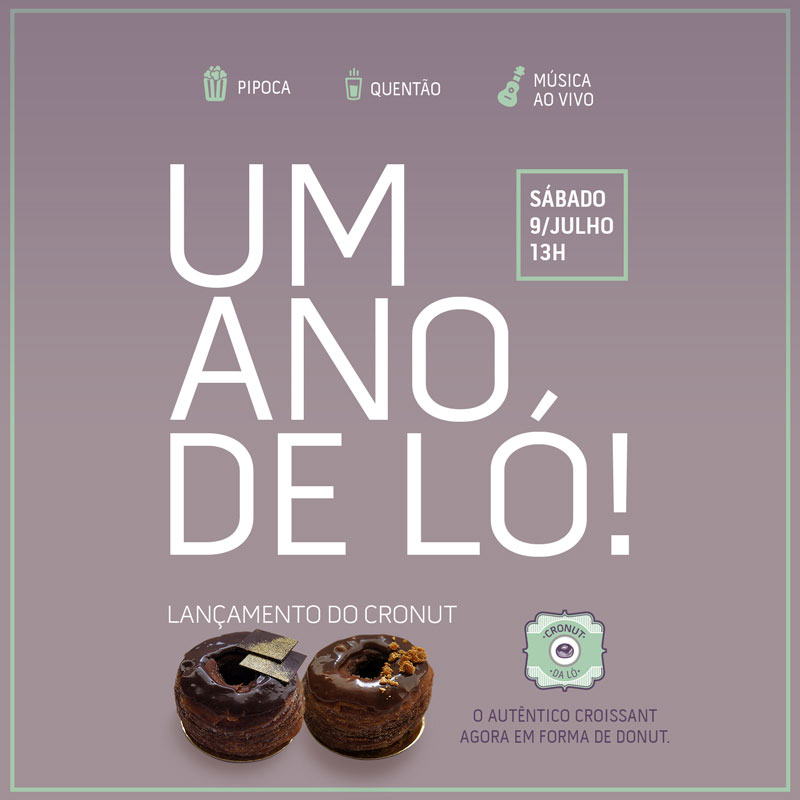 PIPOCA
QUENTÃO
MÚSICA
AO VIVO
UM
ANO
DE LÓ!
SÁBADO
9/JULHO
13H
LANÇAMENTO DO CRONUT
·CRONUT·
·DA LÓ·
O AUTÊNTICO CROISSANT
AGORA EM FORMA DE DONUT.